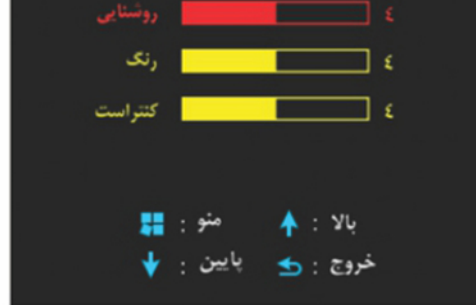 روشنایی ٤
رنگ ٤
کنتراست ٤
بالا : منو :
خروج : پایین :